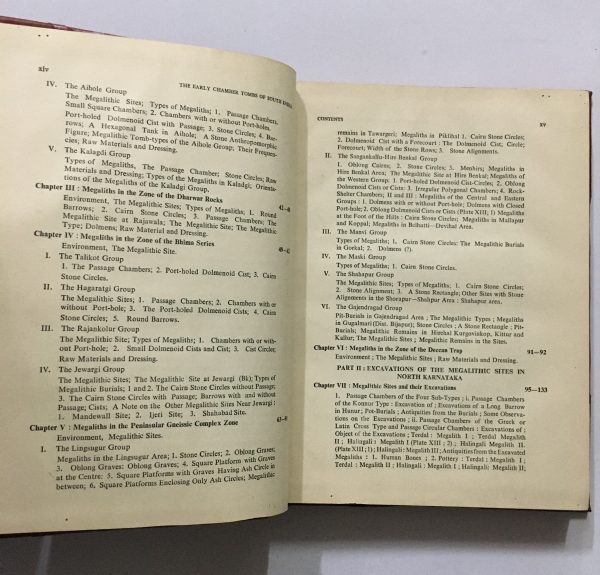 xiv THE EARLY CHAMBER TOMBS OF SOUTH INDIA
IV. The Aihole Group
The Megalithic Sites; Types of Megaliths; 1. Passage Chambers,
Small Square Chambers; 2. Chambers with or without Port-holes.
Port-holed Dolmenoid Cist with Passage; 3. Stone Circles; 4. Bar-
rows; A Hexagonal Tank in Aihole; A Stone Anthropomorphic
Figure; Megalithic Tomb-types of the Aihole Group; Their Frequen-
cies; Raw Materials and Dressing.
V. The Kaladgi Group
Types of Megaliths, The Passage Chamber; Stone Circles; Raw
Materials and Dressing; Types of the Megaliths in Kaladgi; Orienta-
tions of the Megaliths of the Kaladgi Group.
Chapter III : Megaliths in the Zone of the Dharwar Rocks
Environment, The Megalithic Sites; Types of Megaliths; 1. Round
Barrows; 2. Cairn Stone Circles; 3. Passage Chambers; The
Megalithic Site at Rajawala; The Megalithic Site; The Megalithic
Type; Dolmens; Raw Material and Dressing.
Chapter IV : Megaliths in the Zone of the Bhima Series
Environment, The Megalithic Site.
I. The Talikot Group
1. The Passage Chambers; 2. Port-holed Dolmenoid Cist; 3. Cairn
Stone Circles.
II. The Hagaratgi Group
The Megalithic Sites; 1. Passage Chambers; 2. Chambers with or
without Port-hole; 3. The Port-holed Dolmenoid Cists; 4. Cairn
Stone Circles; 5. Round Barrows.
III. The Rajankolur Group
The Megalithic Site; Types of Megaliths; 1. Chambers with or with-
out Port-hole; 2. Small Dolmenoid Cists and Cist; 3. Cist Circles;
Raw Materials and Dressing.
IV. The Jewargi Group
The Megalithic Sites; The Megalithic Site at Jewargi (Bk); Types of
Megalithic Burials; 1 and 2. The Cairn Stone Circles without Passage;
3. The Cairn Stone Circles with Passage; Barrows with and without
Passage; Cists; A Note on the Other Megalithic Sites Near Jewargi :
1. Mandewall Site; 2. Ijeri Site; 3. Shahabad Site.
Chapter V : Megaliths in the Peninsular Gneissic Complex Zone
Environment, Megalithic Sites.
I. The Lingsugur Group
Megaliths in the Lingsugur Area; 1. Stone Circles; 2. Oblong Graves;
3. Oblong Graves: Oblong Graves; 4. Square Platform with Graves
at the Centre; 5. Square Platforms with Graves Having Ash Circle in
between; 6. Square Platforms Enclosing Only Ash Circles; Megalithic
CONTENTS xv
remains in Tawargeri; Megaliths in Piklihal 1. Cairn Stone Circles;
2. Dolmenoid Cist with a Forecourt : The Dolmenoid Cist; Circle;
Forecourt, Width of the Stone Rows; 3. Stone Alignments.
II. The Sangankallu-Hire Benkal Group
1. Oblong Cairns; 2. Stone Circles; 3. Menhirs; Megaliths in
Hire Benkal Area; The Megalithic Site at Hire Benkal; Megaliths of
the Western Group : 1. Port-holed Dolmenoid Cist-Circles; 2. Oblong
Dolmenoid Cists or Cists : 3. Irregular Polygonal Chambers; 4. Rock-
Shelter Chambers; II and III : Megaliths of the Central and Eastern
Groups : 1. Dolmens with or without Port-hole; Dolmens with Closed
Port-hole; 2. Oblong Dolmenoid Cists or Cists (Plate XIII; 1) Megaliths
at the Foot of the Hills : Cairn Stone Circles; Megaliths in Mallapur
and Koppal; Megaliths in Belhatti—Devihal Area.
III. The Manvi Group
Types of Megaliths; 1. Cairn Stone Circles: The Megalithic Burials
in Gorkal; 2. Dolmens (?).
IV. The Maski Group
Types of Megaliths; 1. Cairn Stone Circles.
V. The Shahapur Group
The Megalithic Sites; Types of Megaliths; 1. Cairn Stone Circles;
2. Stone Alignment; 3. A Stone Rectangle; Other Sites with Stone
Alignments in the Shorapur—Shahpur Area : Shahapur area.
VI. The Gajendragad Group
Pit-Burials in Gajendragad Area ; The Megalithic Types ; Megaliths
in Gugalmari (Dist. Bijapur); Stone Circles ; A Stone Rectangle ; Pit-
Burials; Megalithic Remains in Hirehal Kurgoviskop, Kittur and
Kallur; The Megalithic Sites ; Megalithic Remains in the Sites.
Chapter VI : Megaliths in the Zone of the Deccan Trap 91—92
Environment ; The Megalithic Sites ; Raw Materials and Dressing.
PART II : EXCAVATIONS OF THE MEGALITHIC SITES IN
NORTH KARNATAKA
Chapter VII : Megalithic Sites and their Excavations 95—133
1. Passage Chambers of the Four Sub-Types ; i. Passage Chambers
of the Konnur Type : Excavations of ; Excavations of a Long Barrow
in Hunur; Pot-Burials ; Antiquities from the Burials ; Some Observa-
tions on the Excavations ; ii. Passage Chambers of the Greek or
Latin Cross Type and Passage Circular Chambers : Excavations of ;
Object of the Excavations ; Terdal : Megalith I ; Terdal Megalith
II ; Halingali : Megalith I (Plate XIII ; 2) ; Halingali Megalith II.
(Plate XIII ; 1) ; Halingali : Megalith III; Antiquities from the Excavated
Megaliths : 1. Human Bones ; 2. Pottery : Terdal : Megalith I ;
Terdal : Megalith II ; Halingali : Megalith I ; Halingali Megalith II;